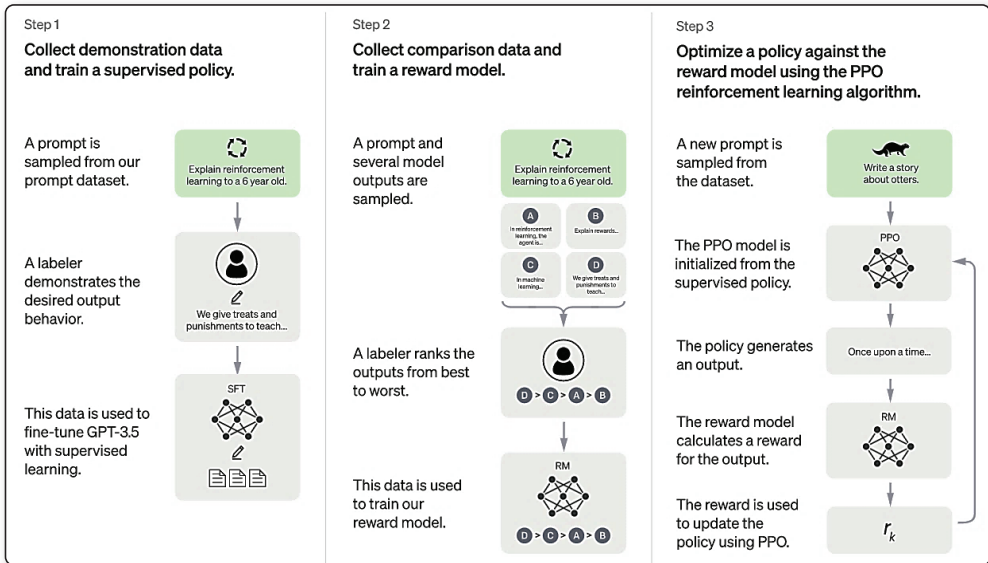 Step 1
Collect demonstration data
and train a supervised policy.
A prompt is
sampled from our
prompt dataset.
Explain reinforcement
learning to a 6 year old.
A labeler
demonstrates the
desired output
behavior.
We give treats and
punishments to teach...
This data is used to
fine-tune GPT-3.5
with supervised
learning.
SFT
Step 2
Collect comparison data and
train a reward model.
A prompt and
several model
outputs are
sampled.
Explain reinforcement
learning to a 6 year old.
A
In reinforcement
learning, the
agent is...
B
Explain rewards...
C
In machine
learning...
D
We give treats and
punishments to
teach...
A labeler ranks the
outputs from best
to worst.
D > C > A > B
This data is used
to train our
reward model.
RM
D > C > A > B
Step 3
Optimize a policy against the
reward model using the PPO
reinforcement learning algorithm.
A new prompt is
sampled from
the dataset.
Write a story
about otters.
The PPO model is
initialized from the
supervised policy.
PPO
The policy generates
an output.
Once upon a time...
The reward model
calculates a reward
for the output.
RM
The reward is used
to update the
policy using PPO.
rₖ